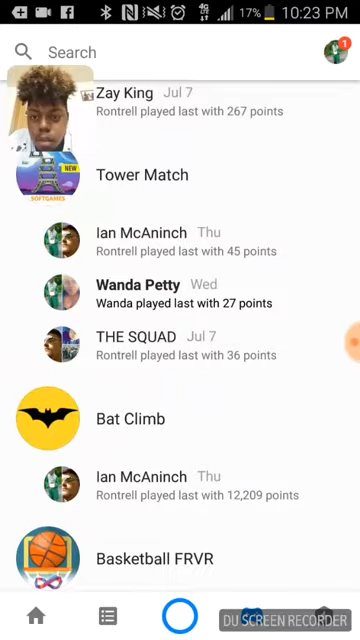 4G
17%
10:23 PM
Search
1
Zay King Jul 7
Rontrell played last with 267 points
NEW
Tower Match
SOFTGAMES
Ian McAninch Thu
Rontrell played last with 45 points
Wanda Petty Wed
Wanda played last with 27 points
THE SQUAD Jul 7
Rontrell played last with 36 points
Bat Climb
Ian McAninch Thu
Rontrell played last with 12,209 points
Basketball FRVR
DU SCREEN RECORDER